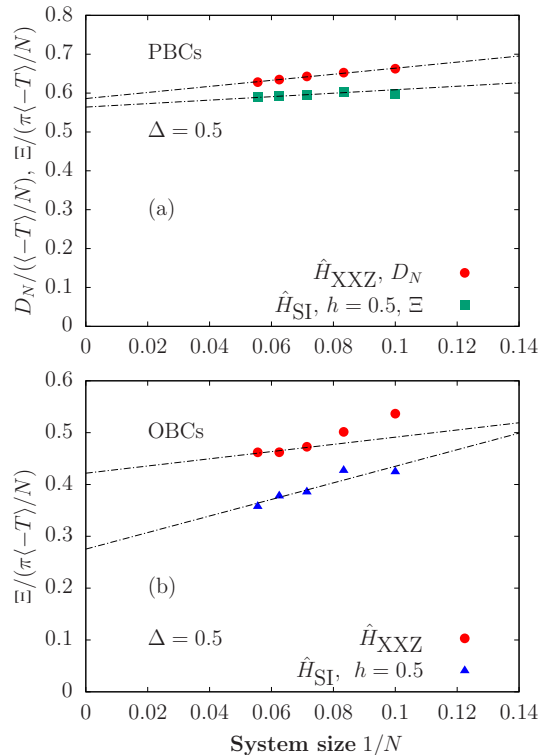 0.8
0.7
0.6
0.5
0.4
0.3
0.2
0.1
0
D_N/(⟨−T⟩/N), Ξ/(π⟨−T⟩/N)
PBCs
Δ = 0.5
(a)
Ĥ_XXZ, D_N
Ĥ_SI, h = 0.5, Ξ
0 0.02 0.04 0.06 0.08 0.1 0.12 0.14
0.6
0.5
0.4
0.3
0.2
0.1
0
Ξ/(π⟨−T⟩/N)
OBCs
(b)
Δ = 0.5
Ĥ_XXZ
Ĥ_SI, h = 0.5
0 0.02 0.04 0.06 0.08 0.1 0.12 0.14
System size 1/N